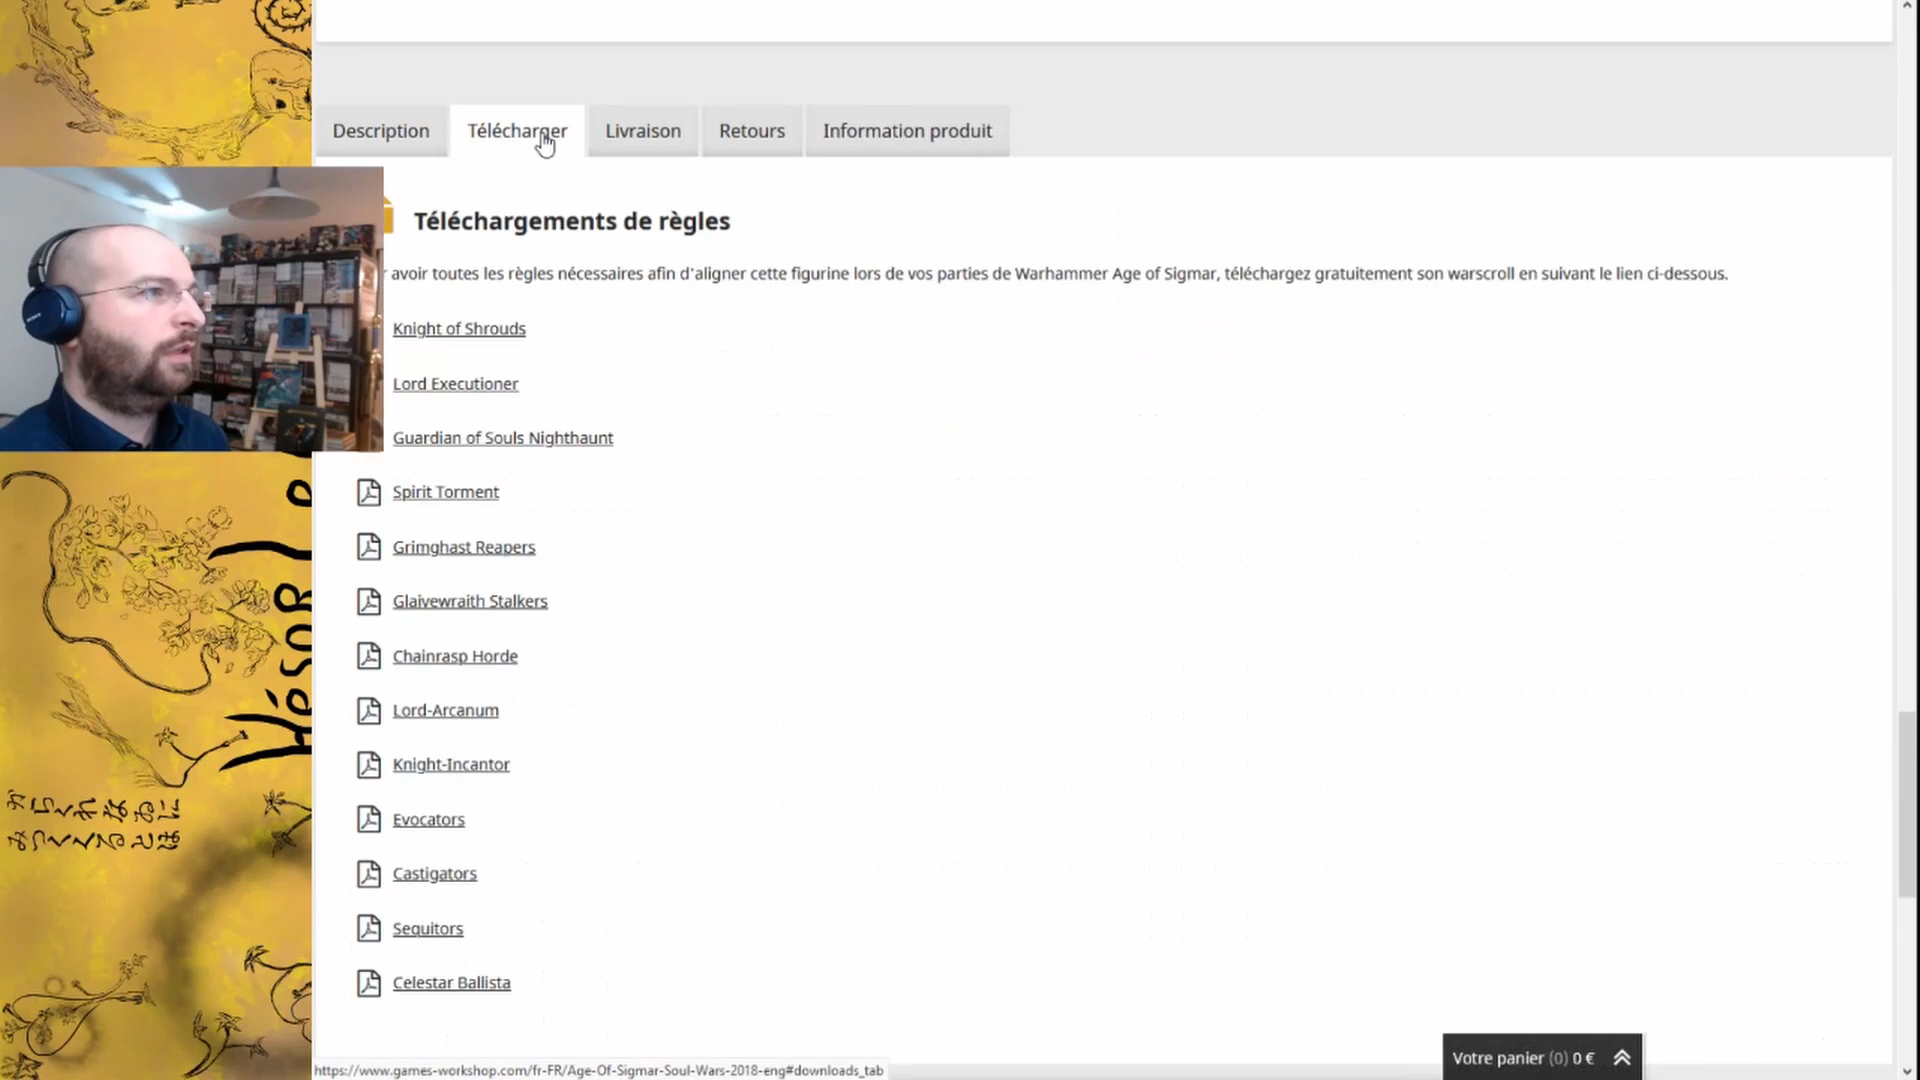 Description
Télécharger
Livraison
Retours
Information produit
Téléchargements de règles
avoir toutes les règles nécessaires afin d'aligner cette figurine lors de vos parties de Warhammer Age of Sigmar, téléchargez gratuitement son warscroll en suivant le lien ci-dessous.
Knight of Shrouds
Lord Executioner
Guardian of Souls Nighthaunt
Spirit Torment
Grimghast Reapers
Glaivewraith Stalkers
Chainrasp Horde
Lord-Arcanum
Knight-Incantor
Evocators
Castigators
Sequitors
Celestar Ballista
Votre panier (0) 0 €
https://www.games-workshop.com/fr-FR/Age-Of-Sigmar-Soul-Wars-2018-eng#downloads_tab
SONY